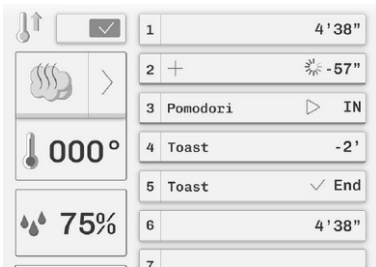 1 4'38"
2 + -57"
3 Pomodori IN
000°
4 Toast -2'
5 Toast End
75%
6 4'38"
7